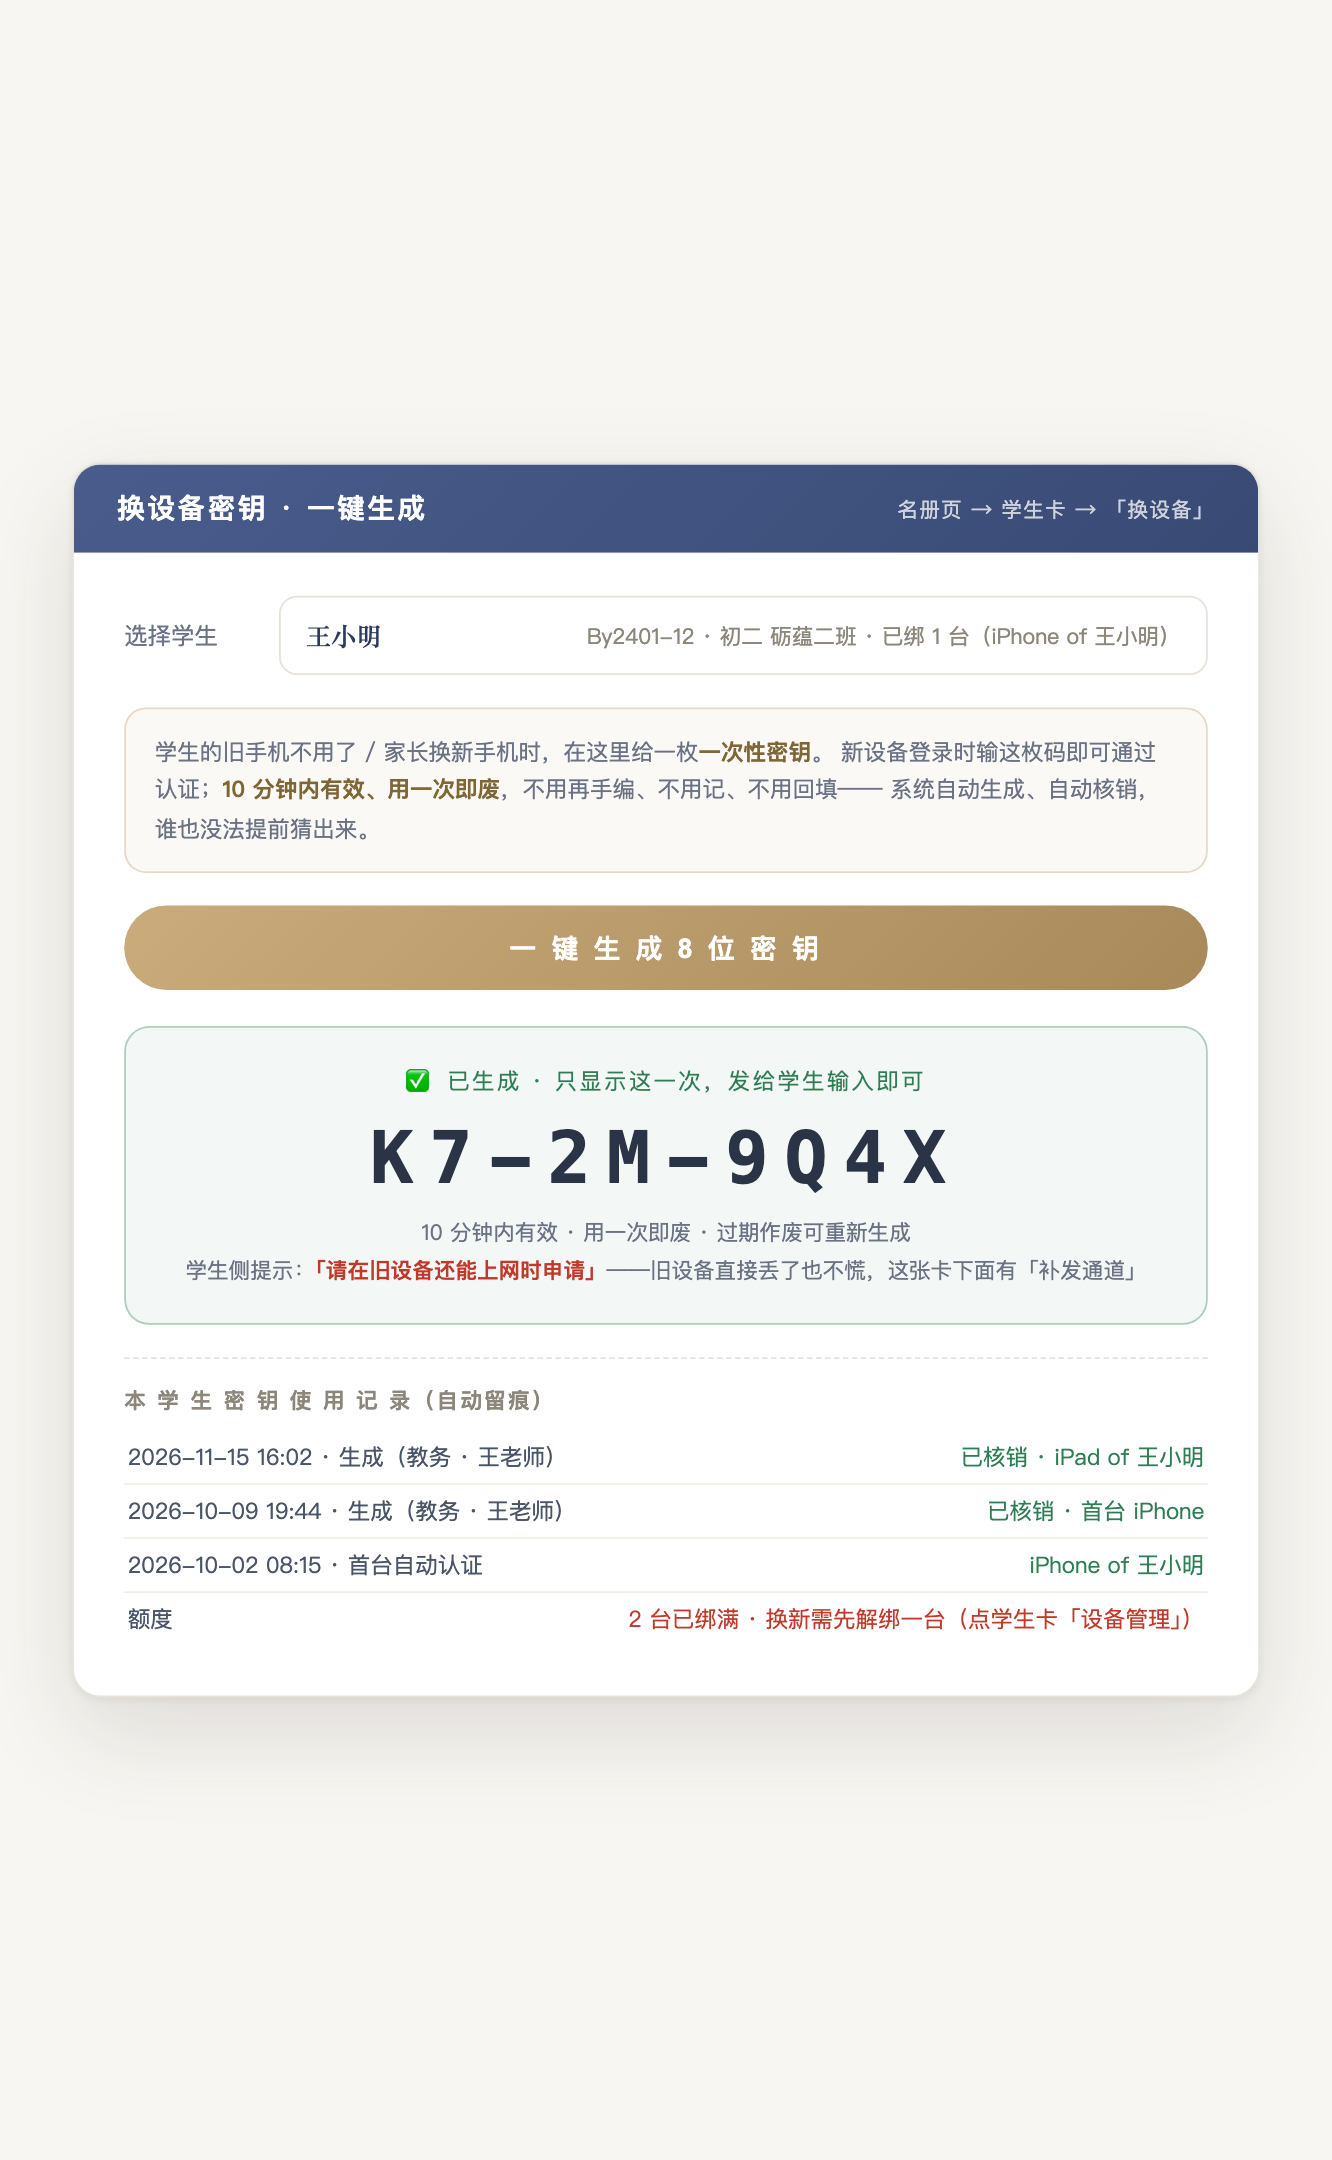 换设备密钥 · 一键生成
名册页 → 学生卡 → 「换设备」
选择学生
王小明
By2401-12 · 初二 砺蕴二班 · 已绑 1 台（iPhone of 王小明）
学生的旧手机不用了 / 家长换新手机时，在这里给一枚一次性密钥。 新设备登录时输这枚码即可通过
认证；10 分钟内有效、用一次即废，不用再手编、不用记、不用回填—— 系统自动生成、自动核销，
谁也没法提前猜出来。
一键生成8位密钥
✅ 已生成 · 只显示这一次，发给学生输入即可
K7-2M-9Q4X
10 分钟内有效 · 用一次即废 · 过期作废可重新生成
学生侧提示：「请在旧设备还能上网时申请」——旧设备直接丢了也不慌，这张卡下面有「补发通道」
本学生密钥使用记录（自动留痕）
2026-11-15 16:02 · 生成（教务 · 王老师）
已核销 · iPad of 王小明
2026-10-09 19:44 · 生成（教务 · 王老师）
已核销 · 首台 iPhone
2026-10-02 08:15 · 首台自动认证
iPhone of 王小明
额度
2 台已绑满 · 换新需先解绑一台（点学生卡「设备管理」）